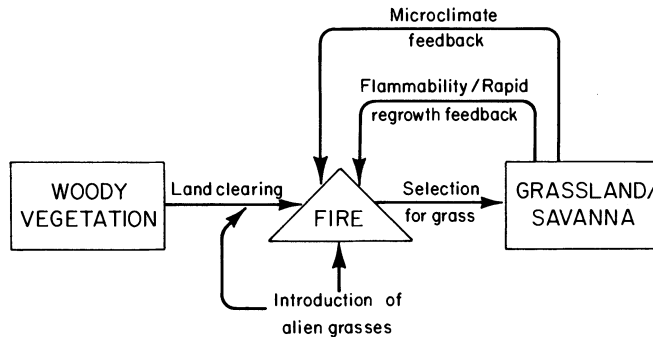 Microclimate
feedback
Flammability/Rapid
regrowth feedback
WOODY
VEGETATION
Land clearing
FIRE
Selection
for grass
GRASSLAND/
SAVANNA
Introduction of
alien grasses